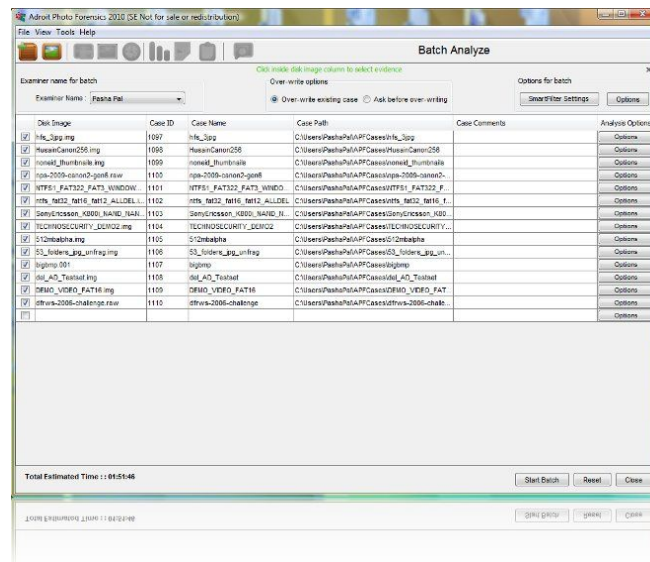 Adroit Photo Forensics 2010 (SE Not for sale or redistribution)
File View Tools Help
Batch Analyze
Click inside disk image column to select evidence
Examiner name for batch Over-write options Options for batch
Examiner Name : Pasha Pal Over-write existing case Ask before over-writing SmartFilter Settings Options
Disk Image Case ID Case Name Case Path Case Comments Analysis Options
hfs_3jpg.img 1097 hfs_3jpg C:\Users\PashaPal\APFCases\hfs_3jpg Options
HusainCanon256.img 1098 HusainCanon256 C:\Users\PashaPal\APFCases\HusainCanon256 Options
noneid_thumbnails.img 1099 noneid_thumbnails C:\Users\PashaPal\APFCases\noneid_thumbnails Options
nps-2009-canon2-gen6.raw 1100 nps-2009-canon2-gen6 C:\Users\PashaPal\APFCases\nps-2009-canon2-... Options
NTFS1_FAT322_FAT3_WINDOW... 1101 NTFS1_FAT322_FAT3_WINDO... C:\Users\PashaPal\APFCases\NTFS1_FAT322_F... Options
ntfs_fat32_fat16_fat12_ALLDEL.i... 1102 ntfs_fat32_fat16_fat12_ALLDEL C:\Users\PashaPal\APFCases\ntfs_fat32_fat16... Options
SonyEricsson_K800i_NAND_NAN... 1103 SonyEricsson_K800i_NAND_N... C:\Users\PashaPal\APFCases\SonyEricsson_K80... Options
TECHNOSECURITY_DEMO2.img 1104 TECHNOSECURITY_DEMO2 C:\Users\PashaPal\APFCases\TECHNOSECURITY... Options
512mbalpha.img 1105 512mbalpha C:\Users\PashaPal\APFCases\512mbalpha Options
53_folders_jpg_unfrag.img 1106 53_folders_jpg_unfrag C:\Users\PashaPal\APFCases\53_folders_jpg_un... Options
bigbmp.001 1107 bigbmp C:\Users\PashaPal\APFCases\bigbmp Options
del_AD_Testset.img 1108 del_AD_Testset C:\Users\PashaPal\APFCases\del_AD_Testset Options
DEMO_VIDEO_FAT16.img 1109 DEMO_VIDEO_FAT16 C:\Users\PashaPal\APFCases\DEMO_VIDEO_FAT... Options
dfrws-2006-challenge.raw 1110 dfrws-2006-challenge C:\Users\PashaPal\APFCases\dfrws-2006-challe... Options
Options
Total Estimated Time : : 01:51:46 Start Batch Reset Close